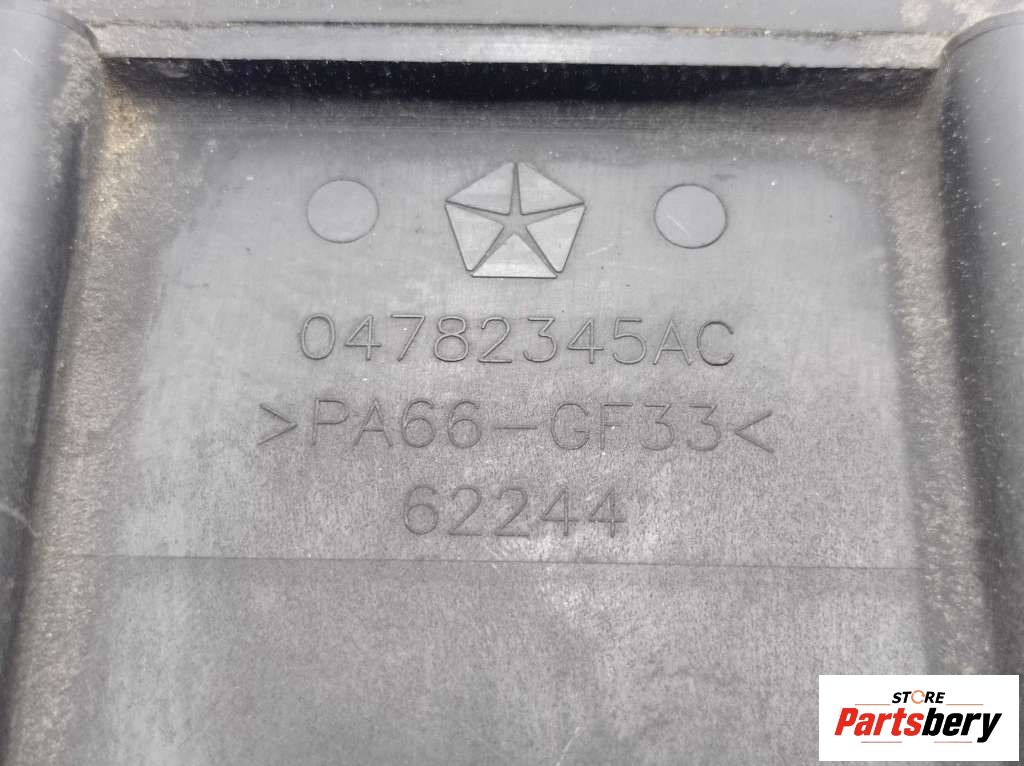 04782345AC
>PA66-GF33<
62244
STORE
Partsbery